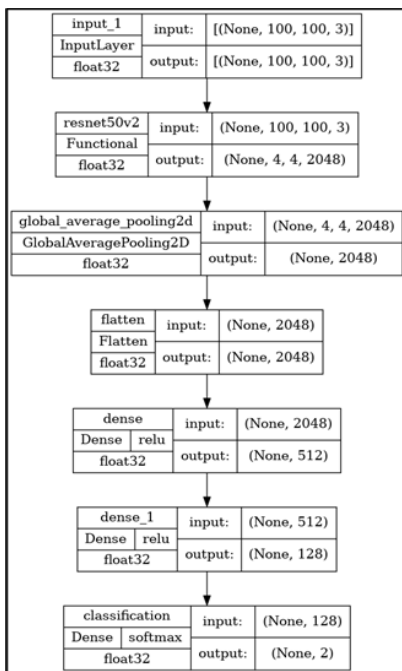 input_1 input: [(None, 100, 100, 3)]
InputLayer
float32 output: [(None, 100, 100, 3)]
resnet50v2 input: (None, 100, 100, 3)
Functional
float32 output: (None, 4, 4, 2048)
global_average_pooling2d input: (None, 4, 4, 2048)
GlobalAveragePooling2D
float32 output: (None, 2048)
flatten input: (None, 2048)
Flatten
float32 output: (None, 2048)
dense input: (None, 2048)
Dense relu
float32 output: (None, 512)
dense_1 input: (None, 512)
Dense relu
float32 output: (None, 128)
classification input: (None, 128)
Dense softmax
float32 output: (None, 2)